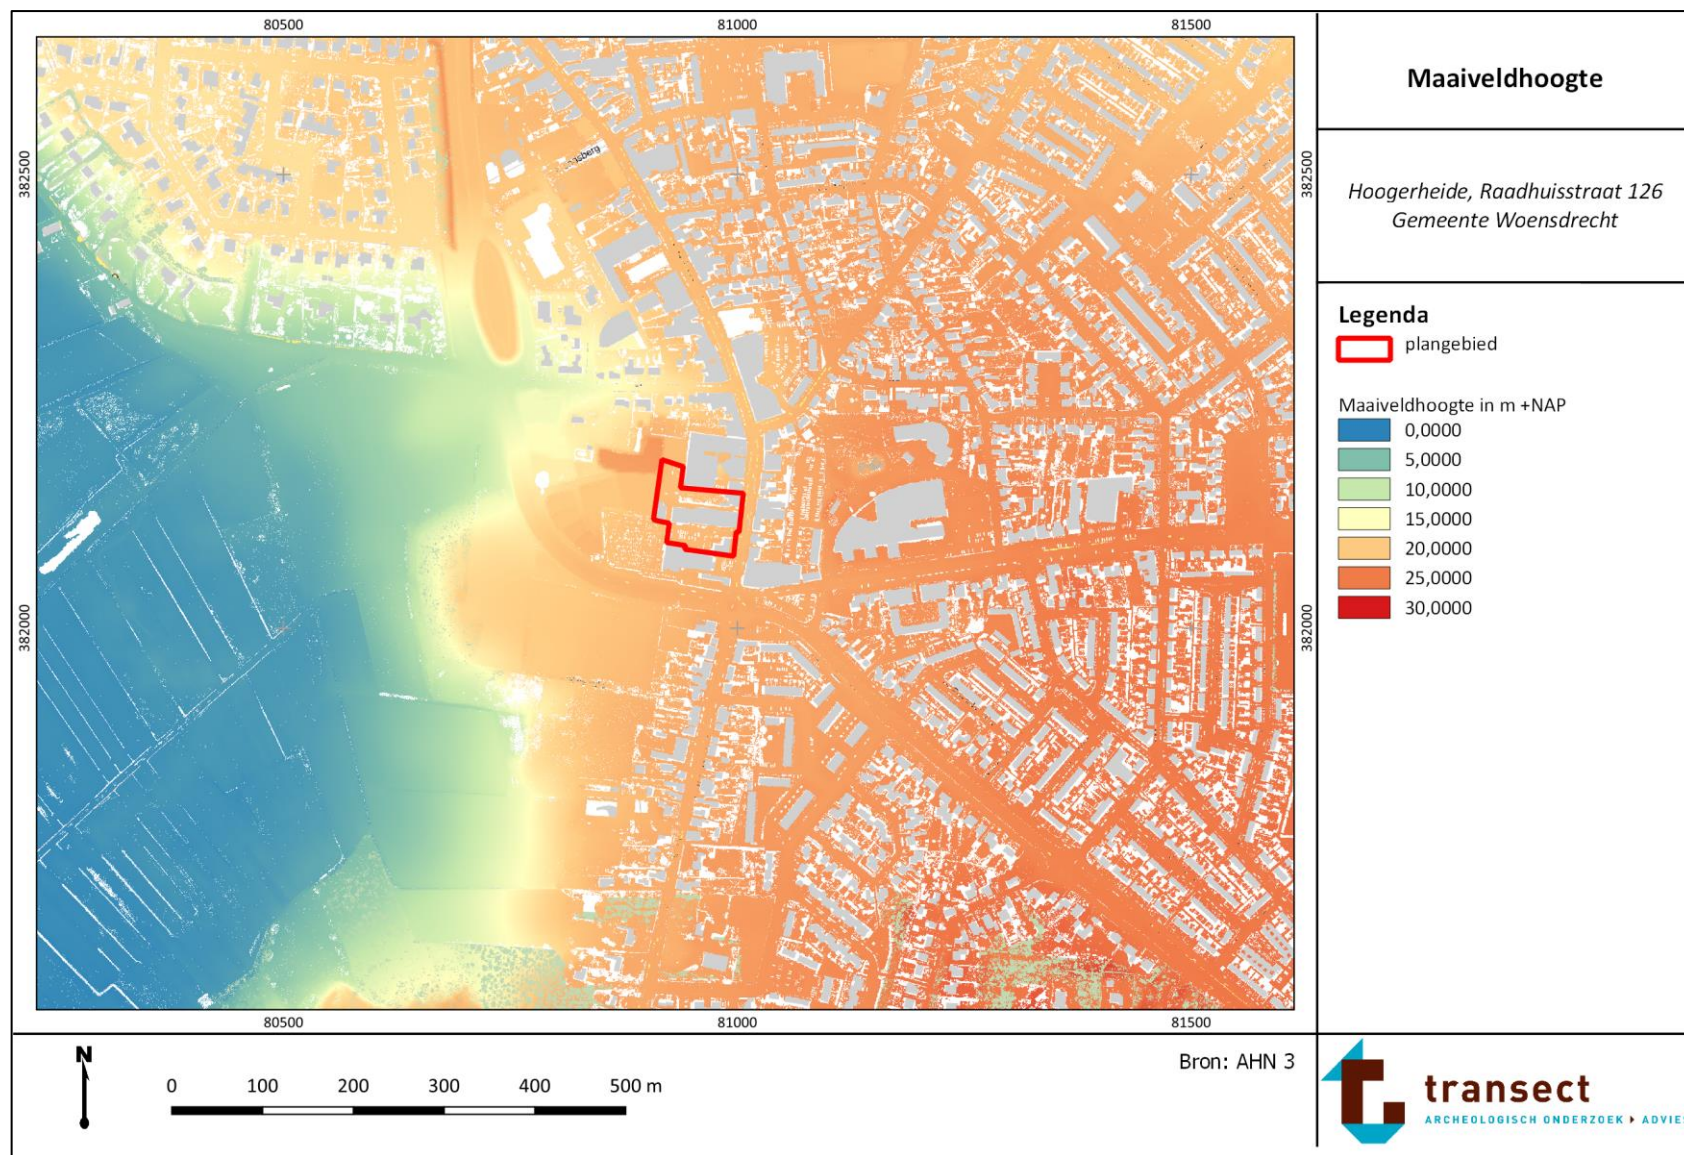 80500
81000
81500
382500
382500
382000
382000
80500
81000
81500
Maaiveldhoogte
Hoogerheide, Raadhuisstraat 126
Gemeente Woensdrecht
Legenda
plangebied
Maaiveldhoogte in m +NAP
0,0000
5,0000
10,0000
15,0000
20,0000
25,0000
30,0000
N
0 100 200 300 400 500 m
Bron: AHN 3
transect
ARCHEOLOGISCH ONDERZOEK ADVIES